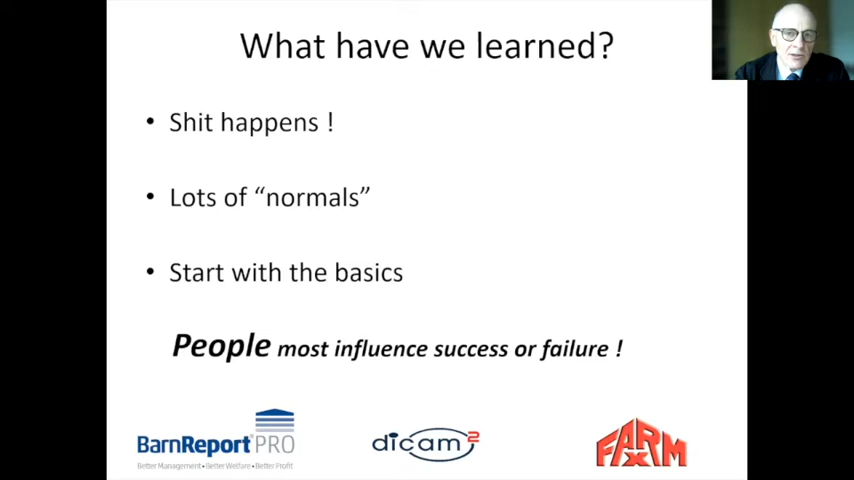 What have we learned?
• Shit happens !
• Lots of “normals”
• Start with the basics
People most influence success or failure !
BarnReport PRO
Better Management • Better Welfare • Better Profit
dicam2
FARM
X